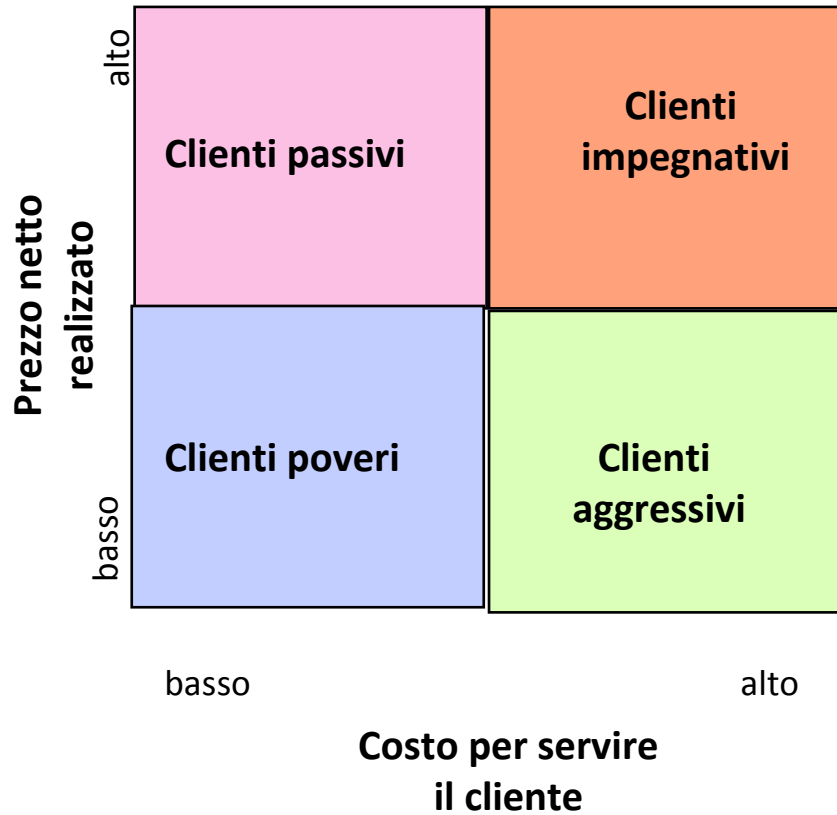 alto
Clienti passivi
Clienti
impegnativi
Prezzo netto
realizzato
Clienti poveri
Clienti
aggressivi
basso
basso
alto
Costo per servire
il cliente